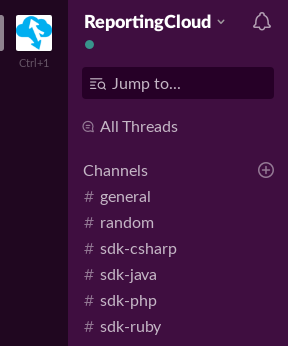 ReportingCloud
Ctrl+1
Jump to...
All Threads
Channels
# general
# random
# sdk-csharp
# sdk-java
# sdk-php
# sdk-ruby